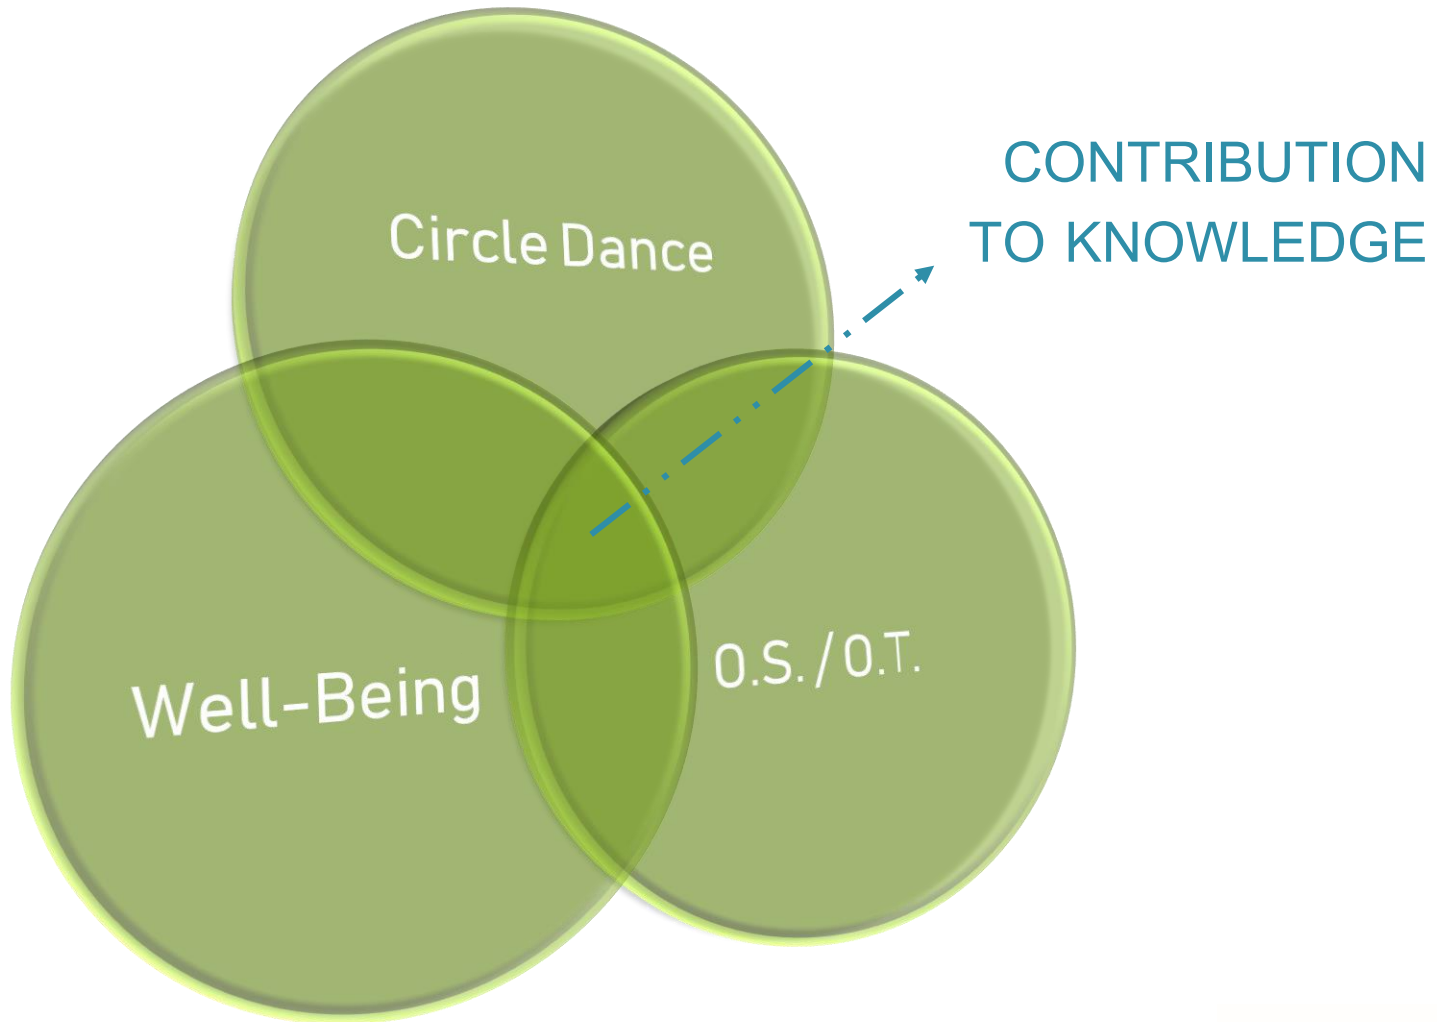 Circle Dance
CONTRIBUTION
TO KNOWLEDGE
Well-Being
O.S./O.T.